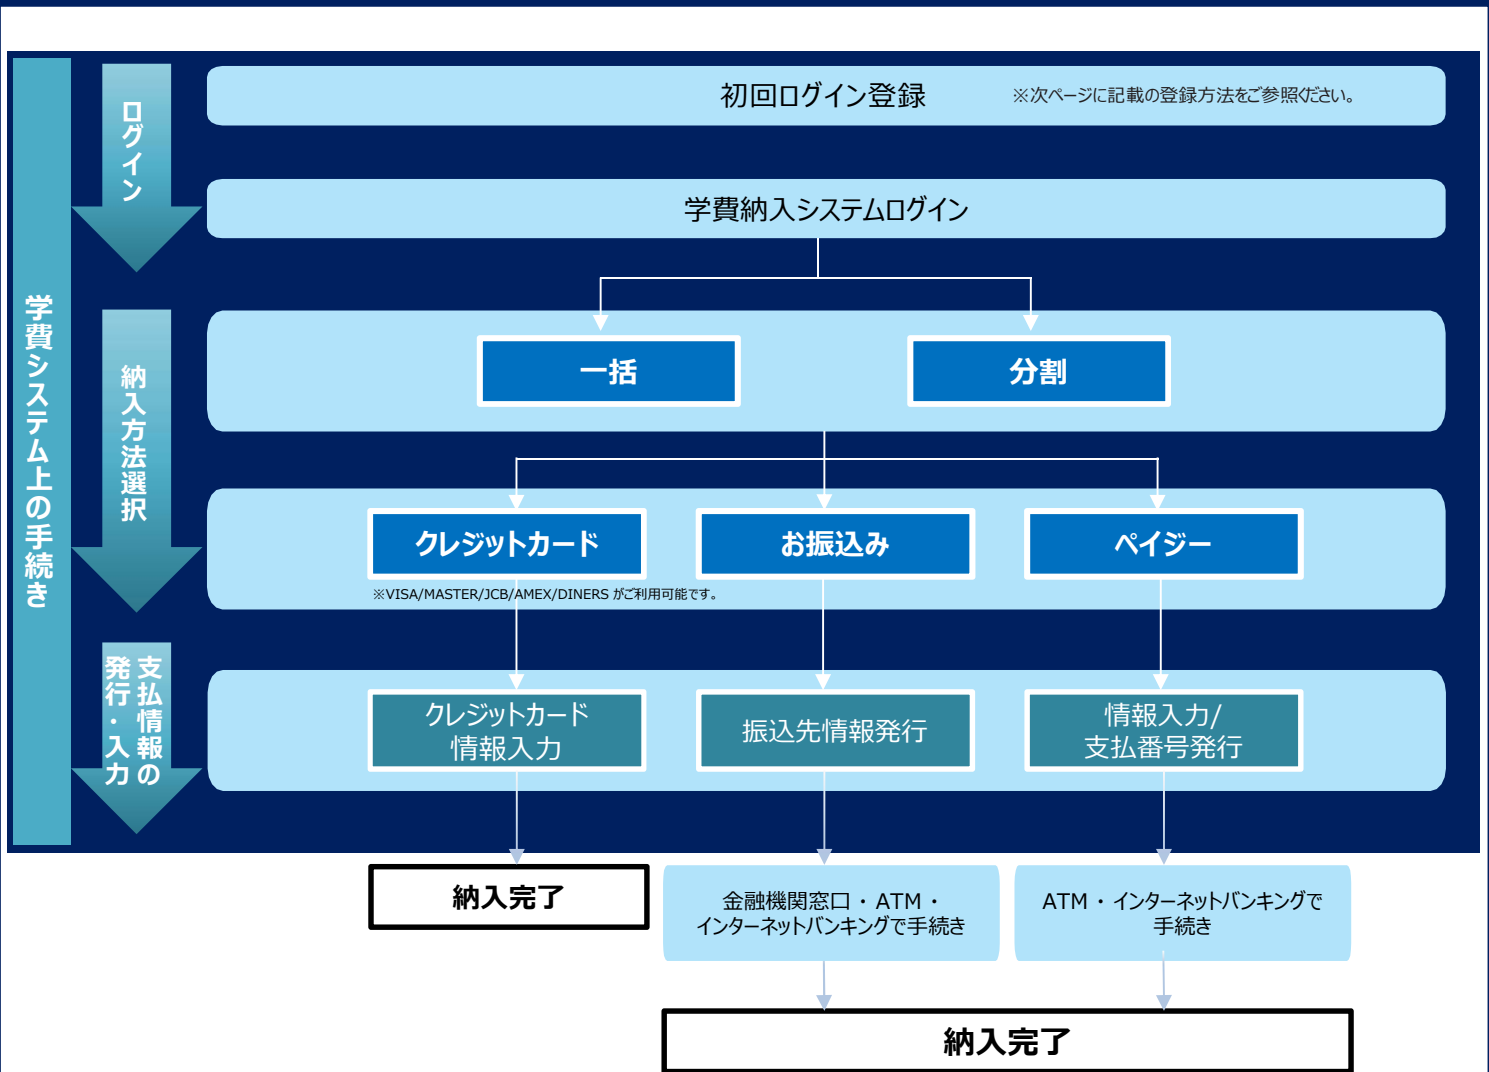 学費システム上の手続き
ログイン
初回ログイン登録
※次ページに記載の登録方法をご参照ください。
学費納入システムログイン
納入方法選択
一括
分割
クレジットカード
お振込み
ペイジー
※VISA/MASTER/JCB/AMEX/DINERS がご利用可能です。
支払情報の
発行・入力
クレジットカード
情報入力
振込先情報発行
情報入力/
支払番号発行
納入完了
金融機関窓口・ATM・
インターネットバンキングで手続き
ATM・インターネットバンキングで
手続き
納入完了